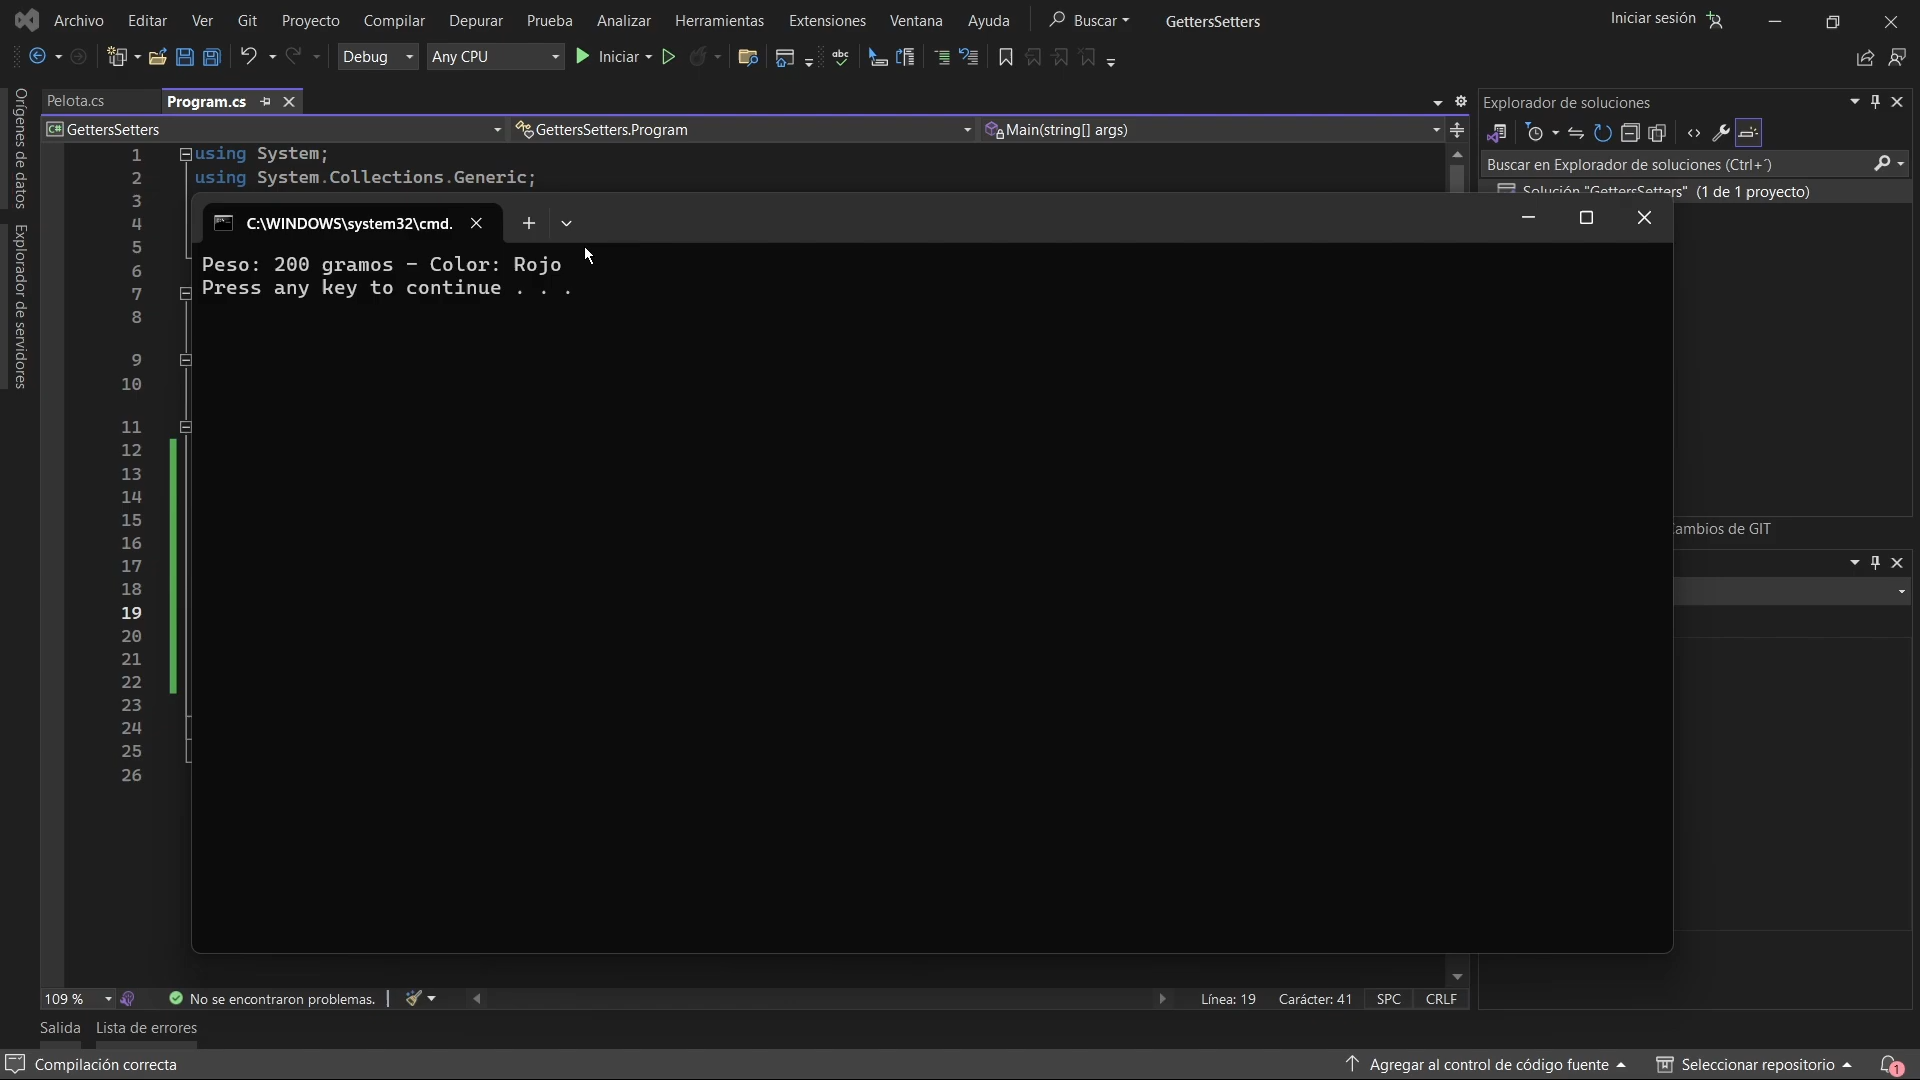 Archivo Editar Ver Git Proyecto Compilar Depurar Prueba Analizar Herramientas Extensiones Ventana Ayuda Buscar GettersSetters Iniciar sesión
Debug Any CPU Iniciar abc
Orígenes de datos
Explorador de servidores
Pelota.cs Program.cs
C# GettersSetters GettersSetters.Program Main(string[] args)
1 using System;
2 using System.Collections.Generic;
3
4
5
6
7
8
9
10
11
12
13
14
15
16
17
18
19
20
21
22
23
24
25
26
C:\WINDOWS\system32\cmd.
Peso: 200 gramos - Color: Rojo
Press any key to continue . . .
Explorador de soluciones
Buscar en Explorador de soluciones (Ctrl+´)
Solución "GettersSetters" (1 de 1 proyecto)
ambios de GIT
109 % No se encontraron problemas. Línea: 19 Carácter: 41 SPC CRLF
Salida Lista de errores
Compilación correcta Agregar al control de código fuente Seleccionar repositorio 1